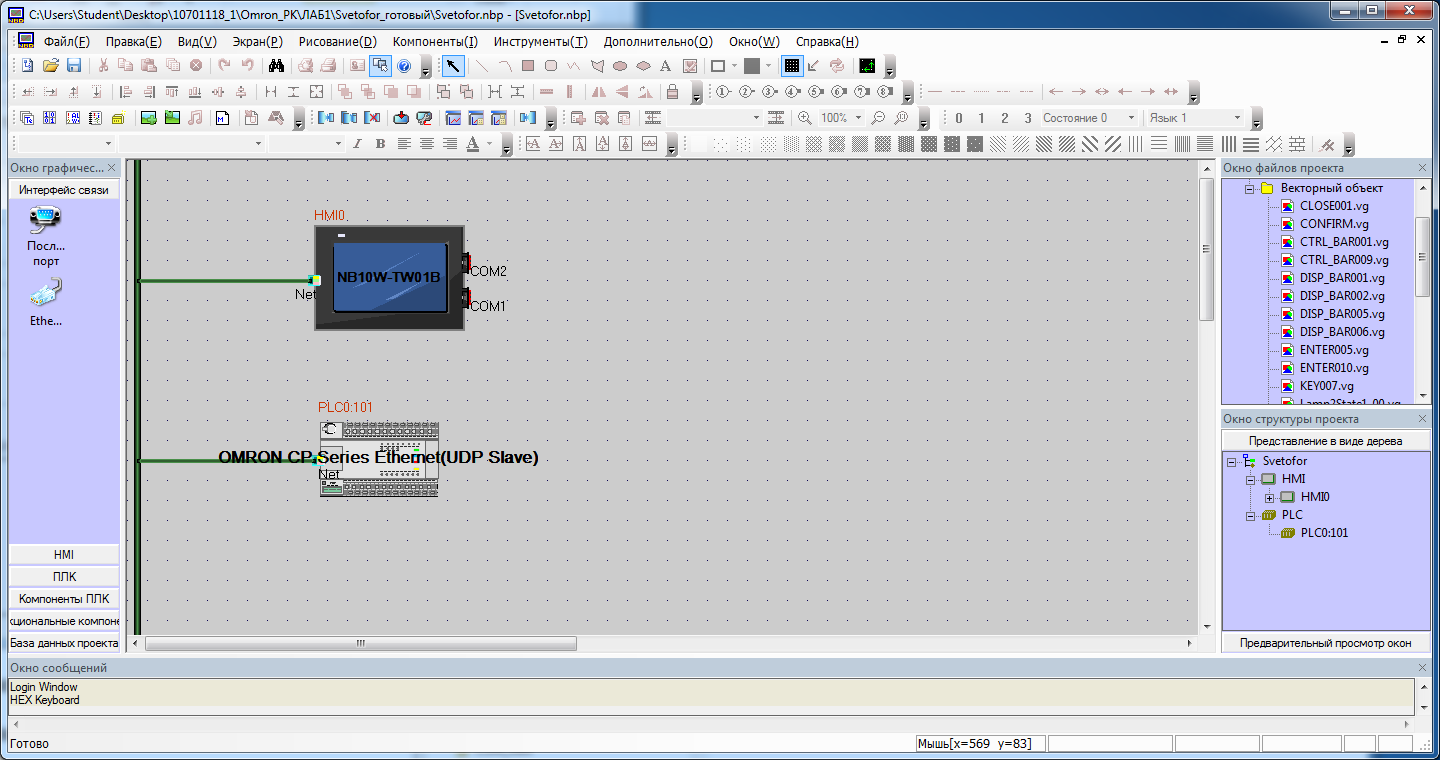 C:\Users\Student\Desktop\10701118_1\Omron_PK\ЛАБ1\Svetofor_готовый\Svetofor.nbp - [Svetofor.nbp]
Файл(F) Правка(E) Вид(V) Экран(P) Рисование(D) Компоненты(I) Инструменты(T) Дополнительно(O) Окно(W) Справка(H)
100% 0 1 2 3 Состояние 0 Язык 1
I B A
Окно графичес...
Интерфейс связи
Посл...
порт
Ethe...
HMI
ПЛК
Компоненты ПЛК
кциональные компоне
База данных проекта
HMI0
NB10W-TW01B
COM2
COM1
Net
PLC0:101
OMRON CP Series Ethernet(UDP Slave)
Net
Окно файлов проекта
Векторный объект
CLOSE001.vg
CONFIRM.vg
CTRL_BAR001.vg
CTRL_BAR009.vg
DISP_BAR001.vg
DISP_BAR002.vg
DISP_BAR005.vg
DISP_BAR006.vg
ENTER005.vg
ENTER010.vg
KEY007.vg
Lamp2State1_00.vg
Окно структуры проекта
Представление в виде дерева
Svetofor
HMI
HMI0
PLC
PLC0:101
Предварительный просмотр окон
Окно сообщений
Login Window
HEX Keyboard
Готово
Мышь[x=569 y=83]